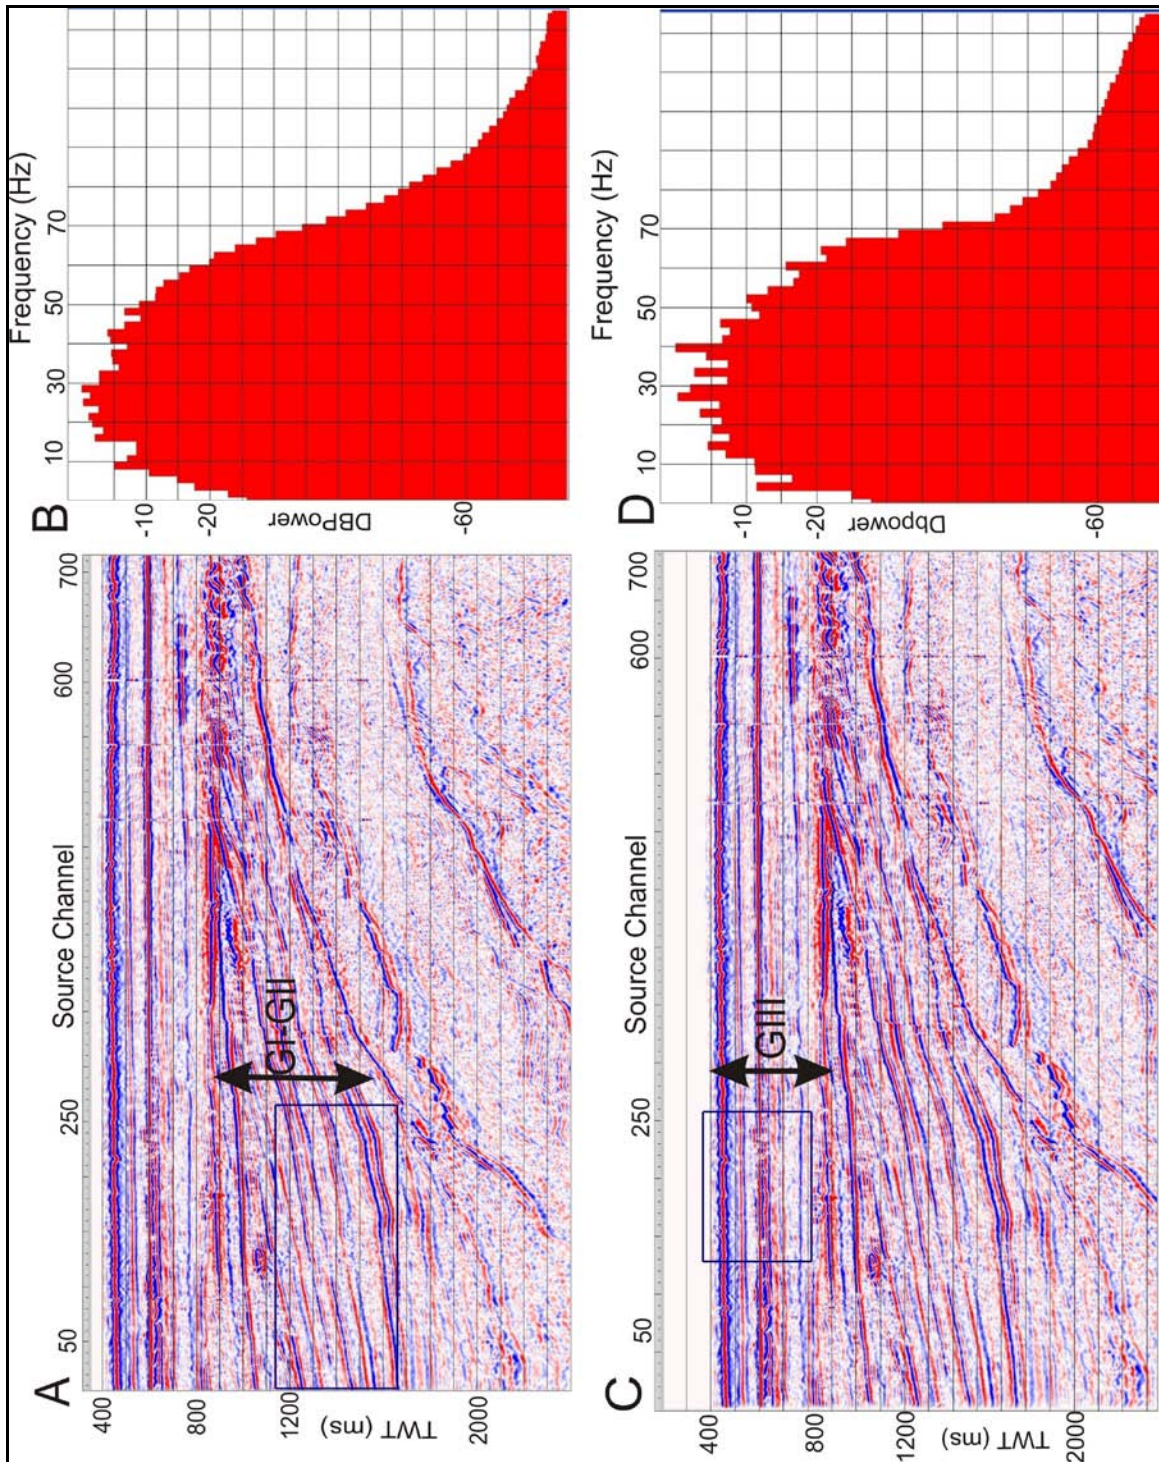 A
Source Channel
50
250
600
700
400
800
1200
2000
TWT (ms)
GI-GII
B
Frequency (Hz)
10
30
50
70
-10
-20
-60
DBPower
C
Source Channel
50
250
600
700
400
800
1200
2000
TWT (ms)
GIII
D
Frequency (Hz)
10
30
50
70
-10
-20
-60
Dbpower